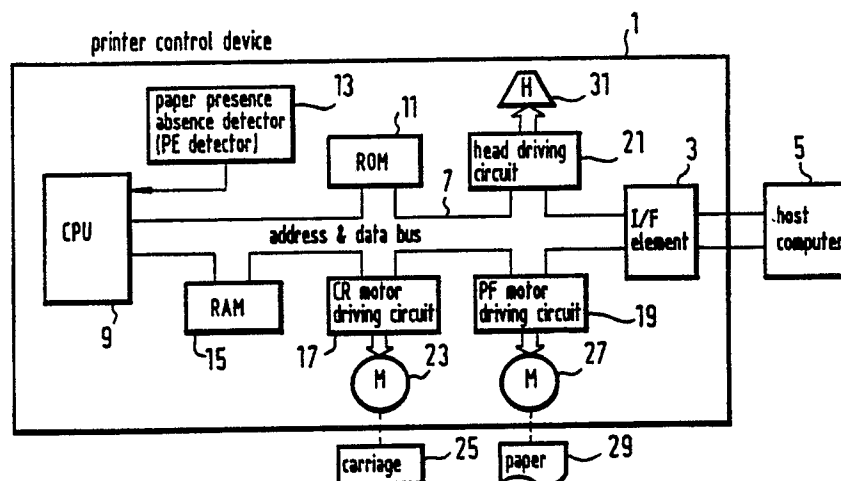 printer control device
1
paper presence
absence detector
(PE detector)
13
11
ROM
H
31
head driving
circuit
21
3
5
7
CPU
address & data bus
I/F
element
host
computer
RAM
CR motor
driving circuit
PF motor
driving circuit
9
15
17
19
M
23
M
27
carriage
25
paper
29